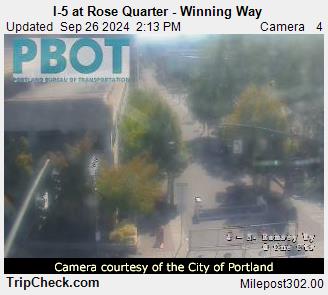 I-5 at Rose Quarter - Winning Way
Updated Sep 26 2024 2:13 PM Camera 4
PBOT
PORTLAND BUREAU OF TRANSPORTATION
Camera courtesy of the City of Portland
TripCheck.com Milepost302.00